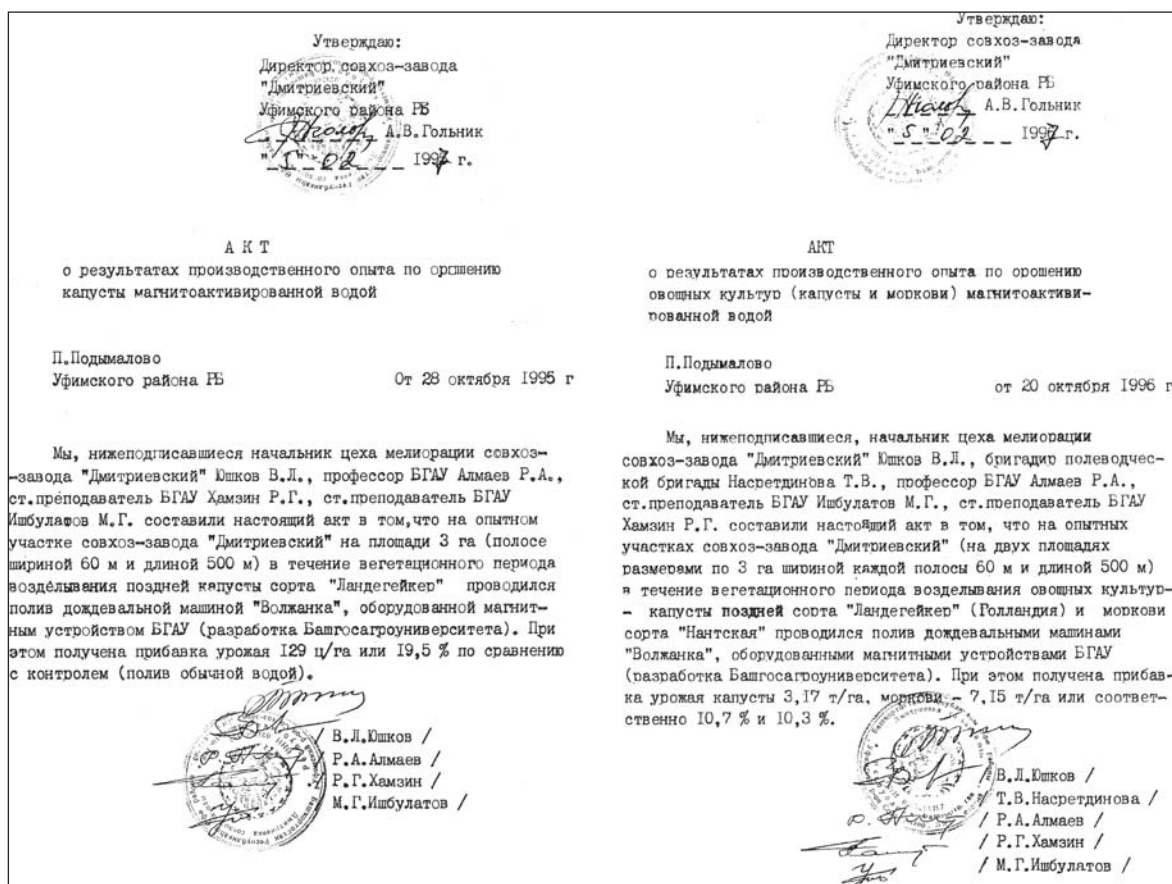 Утверждаю:
Директор совхоз-завода
"Дмитриевский"
Уфимского района РБ
А.В.Гольник
"5" 02 1997 г.
А К Т
о результатах производственного опыта по орошению
капусты магнитоактивированной водой
П.Подымалово
Уфимского района РБ От 28 октября 1995 г
Мы, нижеподписавшиеся начальник цеха мелиорации совхоз-
-завода "Дмитриевский" Юшков В.Л., профессор БГАУ Алмаев Р.А.,
ст.преподаватель БГАУ Хамзин Р.Г., ст.преподаватель БГАУ
Ишбулатов М.Г. составили настоящий акт в том,что на опытном
участке совхоз-завода "Дмитриевский" на площади 3 га (полосе
шириной 60 м и длиной 500 м) в течение вегетационного периода
возделывания поздней капусты сорта "Ландегейкер" проводился
полив дождевальной машиной "Волжанка", оборудованной магнит-
ным устройством БГАУ (разработка Башгосагроуниверситета). При
этом получена прибавка урожая 129 ц/га или 19,5 % по сравнению
с контролем (полив обычной водой).
/ В.Л.Юшков /
/ Р.А.Алмаев /
/ Р.Г.Хамзин /
/ М.Г.Ишбулатов /
Утверждаю:
Директор совхоз-завода
"Дмитриевский"
Уфимского района РБ
А.В.Гольник
"5" 02 1997 г.
АКТ
о результатах производственного опыта по орошению
овощных культур (капусты и моркови) магнитоактиви-
рованной водой
П.Подымалово
Уфимского района РБ от 20 октября 1996 г
Мы, нижеподписавшиеся, начальник цеха мелиорации
совхоз-завода "Дмитриевский" Юшков В.Л., бригадир полеводчес-
кой бригады Насретдинова Т.В., профессор БГАУ Алмаев Р.А.,
ст.преподаватель БГАУ Ишбулатов М.Г., ст.преподаватель БГАУ
Хамзин Р.Г. составили настоящий акт в том, что на опытных
участках совхоз-завода "Дмитриевский" (на двух площадях
размерами по 3 га шириной каждой полосы 60 м и длиной 500 м)
в течение вегетационного периода возделывания овощных культур-
- капусты поздней сорта "Ландегейкер" (Голландия) и моркови
сорта "Нантская" проводился полив дождевальными машинами
"Волжанка", оборудованными магнитными устройствами БГАУ
(разработка Башгосагроуниверситета). При этом получена прибав-
ка урожая капусты 3,17 т/га, моркови - 7,15 т/га или соответ-
ственно 10,7 % и 10,3 %.
/ В.Л.Юшков /
/ Т.В.Насретдинова /
/ Р.А.Алмаев /
/ Р.Г.Хамзин /
/ М.Г.Ишбулатов /